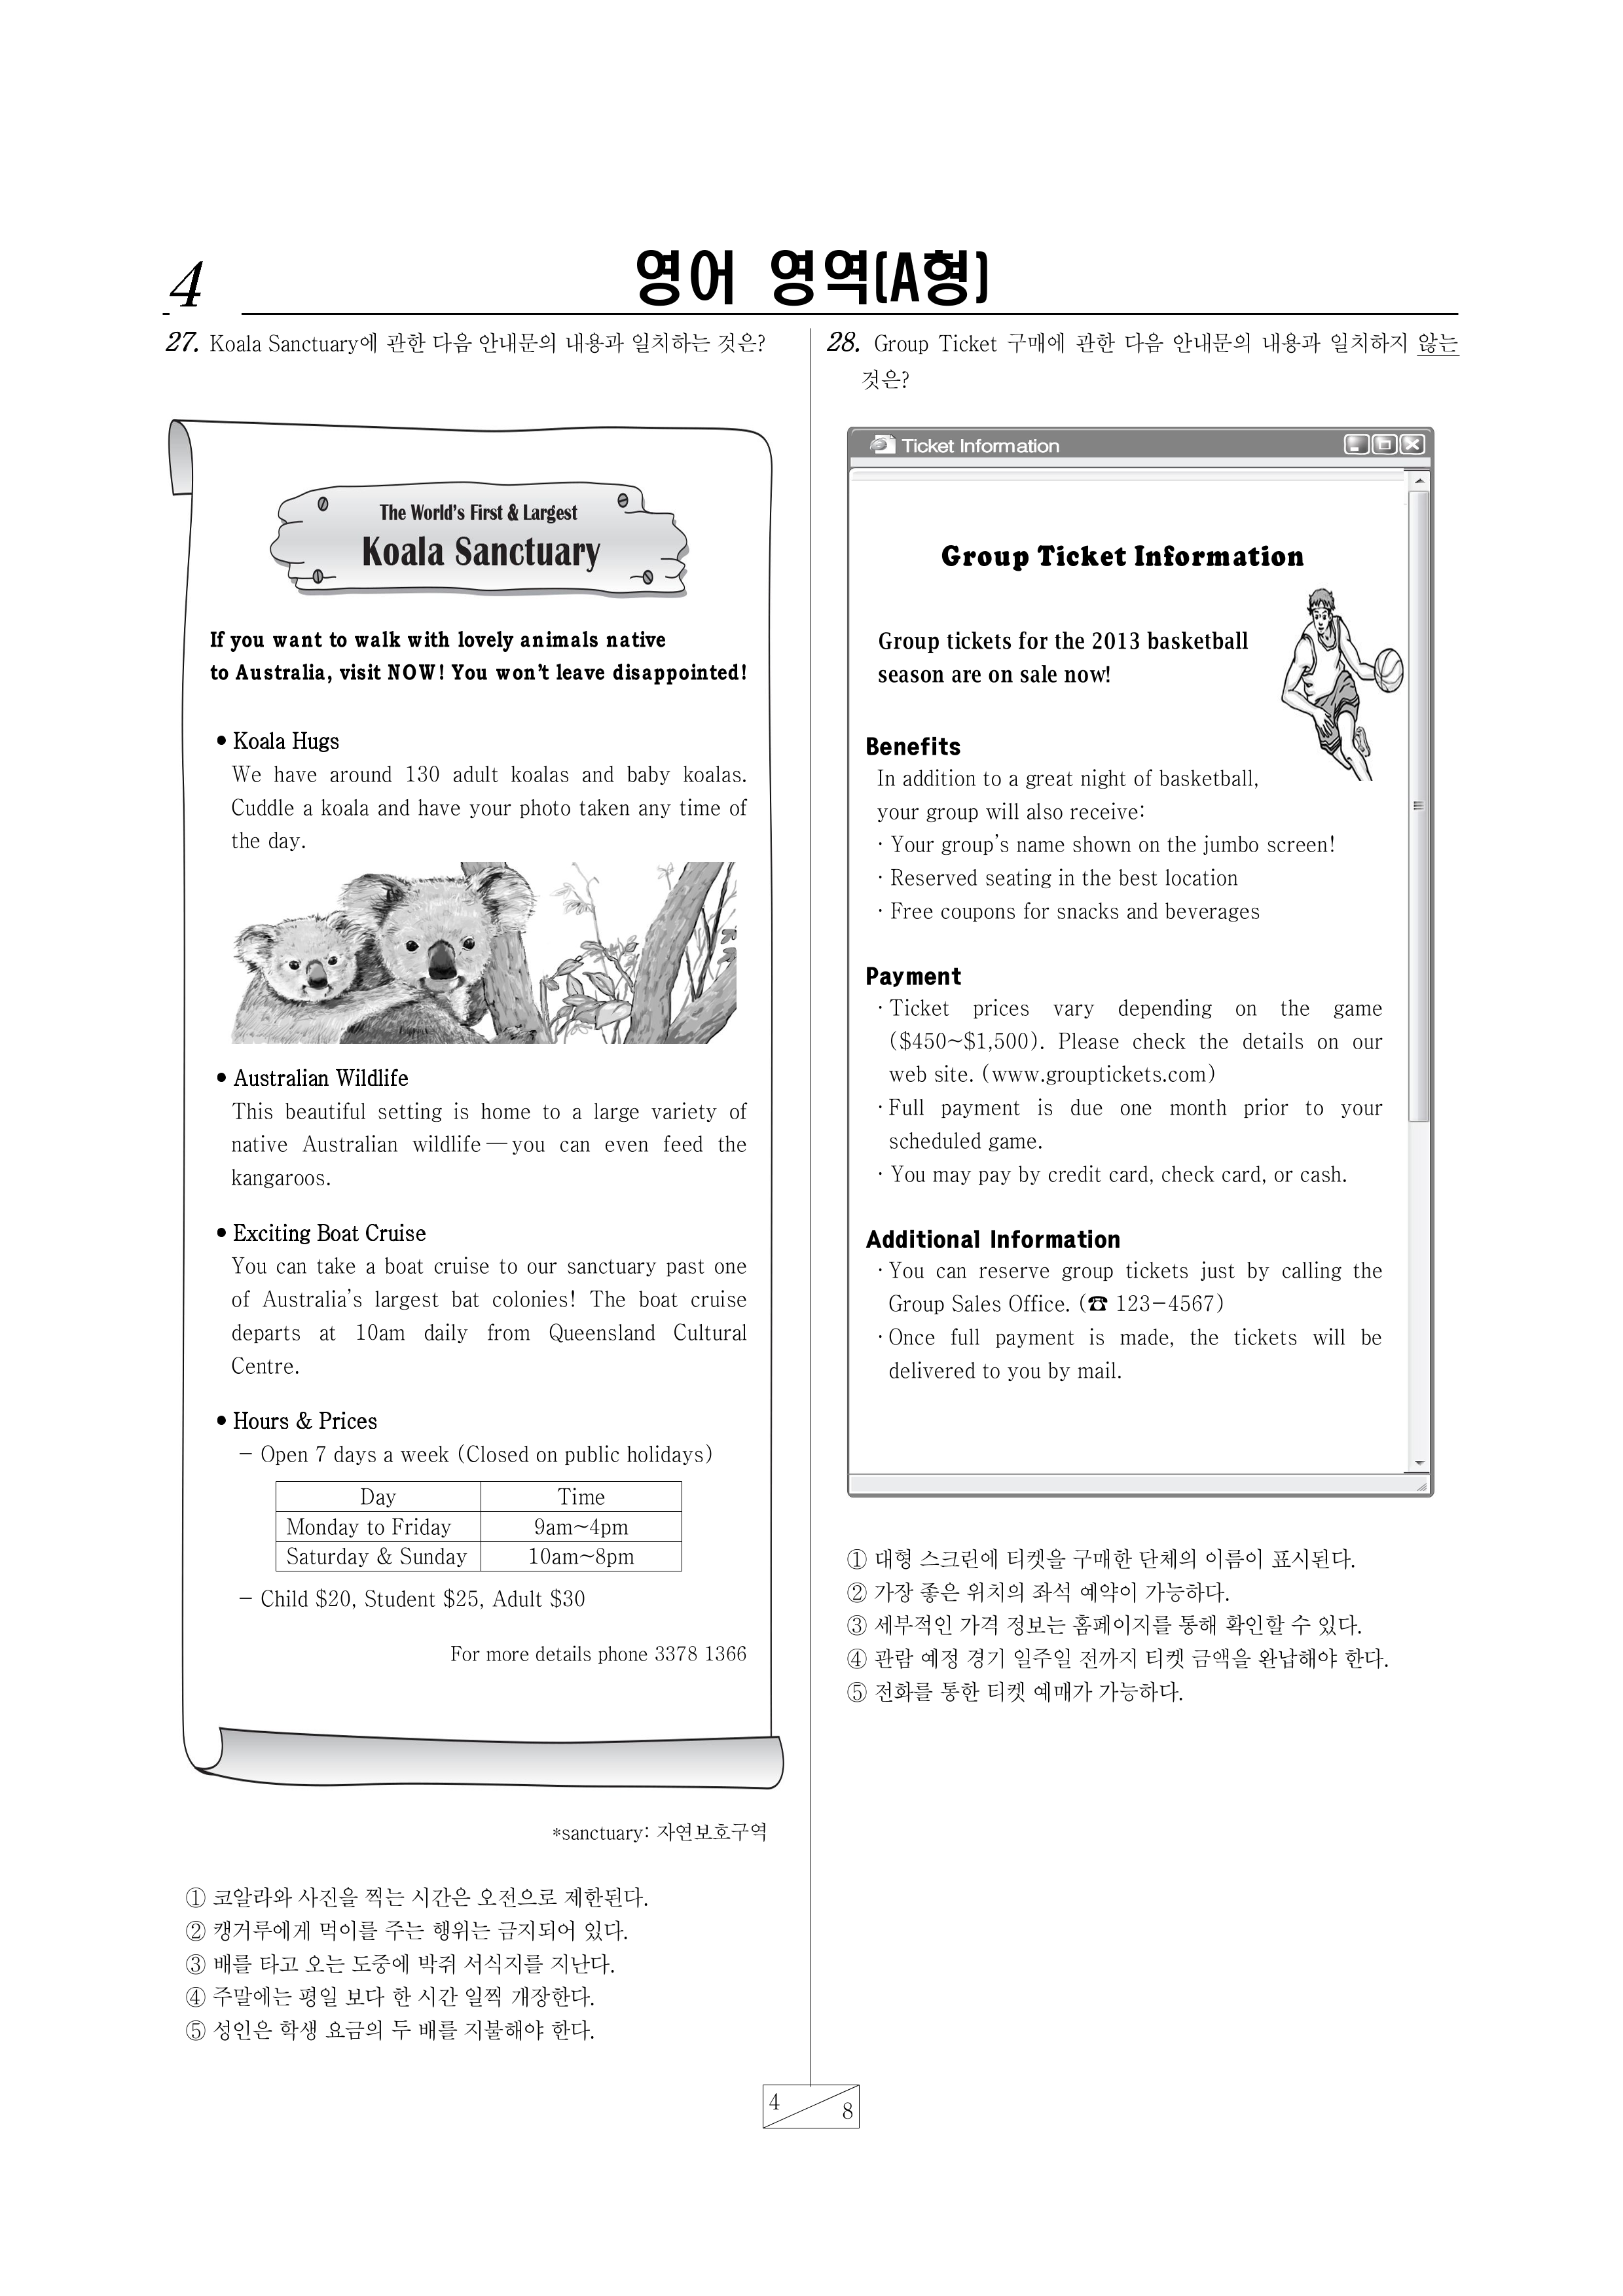 4
영어 영역(A형)
27. Koala Sanctuary에 관한 다음 안내문의 내용과 일치하는 것은?
The World's First & Largest
Koala Sanctuary
If you want to walk with lovely animals native
to Australia, visit NOW! You won't leave disappointed!
• Koala Hugs
We have around 130 adult koalas and baby koalas.
Cuddle a koala and have your photo taken any time of
the day.
• Australian Wildlife
This beautiful setting is home to a large variety of
native Australian wildlife — you can even feed the
kangaroos.
• Exciting Boat Cruise
You can take a boat cruise to our sanctuary past one
of Australia's largest bat colonies! The boat cruise
departs at 10am daily from Queensland Cultural
Centre.
• Hours & Prices
- Open 7 days a week (Closed on public holidays)
Day Time
Monday to Friday 9am~4pm
Saturday & Sunday 10am~8pm
- Child $20, Student $25, Adult $30
For more details phone 3378 1366
*sanctuary: 자연보호구역
① 코알라와 사진을 찍는 시간은 오전으로 제한된다.
② 캥거루에게 먹이를 주는 행위는 금지되어 있다.
③ 배를 타고 오는 도중에 박쥐 서식지를 지난다.
④ 주말에는 평일 보다 한 시간 일찍 개장한다.
⑤ 성인은 학생 요금의 두 배를 지불해야 한다.
28. Group Ticket 구매에 관한 다음 안내문의 내용과 일치하지 않는
것은?
Ticket Information
Group Ticket Information
Group tickets for the 2013 basketball
season are on sale now!
Benefits
In addition to a great night of basketball,
your group will also receive:
· Your group's name shown on the jumbo screen!
· Reserved seating in the best location
· Free coupons for snacks and beverages
Payment
· Ticket prices vary depending on the game
($450~$1,500). Please check the details on our
web site. (www.grouptickets.com)
· Full payment is due one month prior to your
scheduled game.
· You may pay by credit card, check card, or cash.
Additional Information
· You can reserve group tickets just by calling the
Group Sales Office. (☎ 123-4567)
· Once full payment is made, the tickets will be
delivered to you by mail.
① 대형 스크린에 티켓을 구매한 단체의 이름이 표시된다.
② 가장 좋은 위치의 좌석 예약이 가능하다.
③ 세부적인 가격 정보는 홈페이지를 통해 확인할 수 있다.
④ 관람 예정 경기 일주일 전까지 티켓 금액을 완납해야 한다.
⑤ 전화를 통한 티켓 예매가 가능하다.
4
8